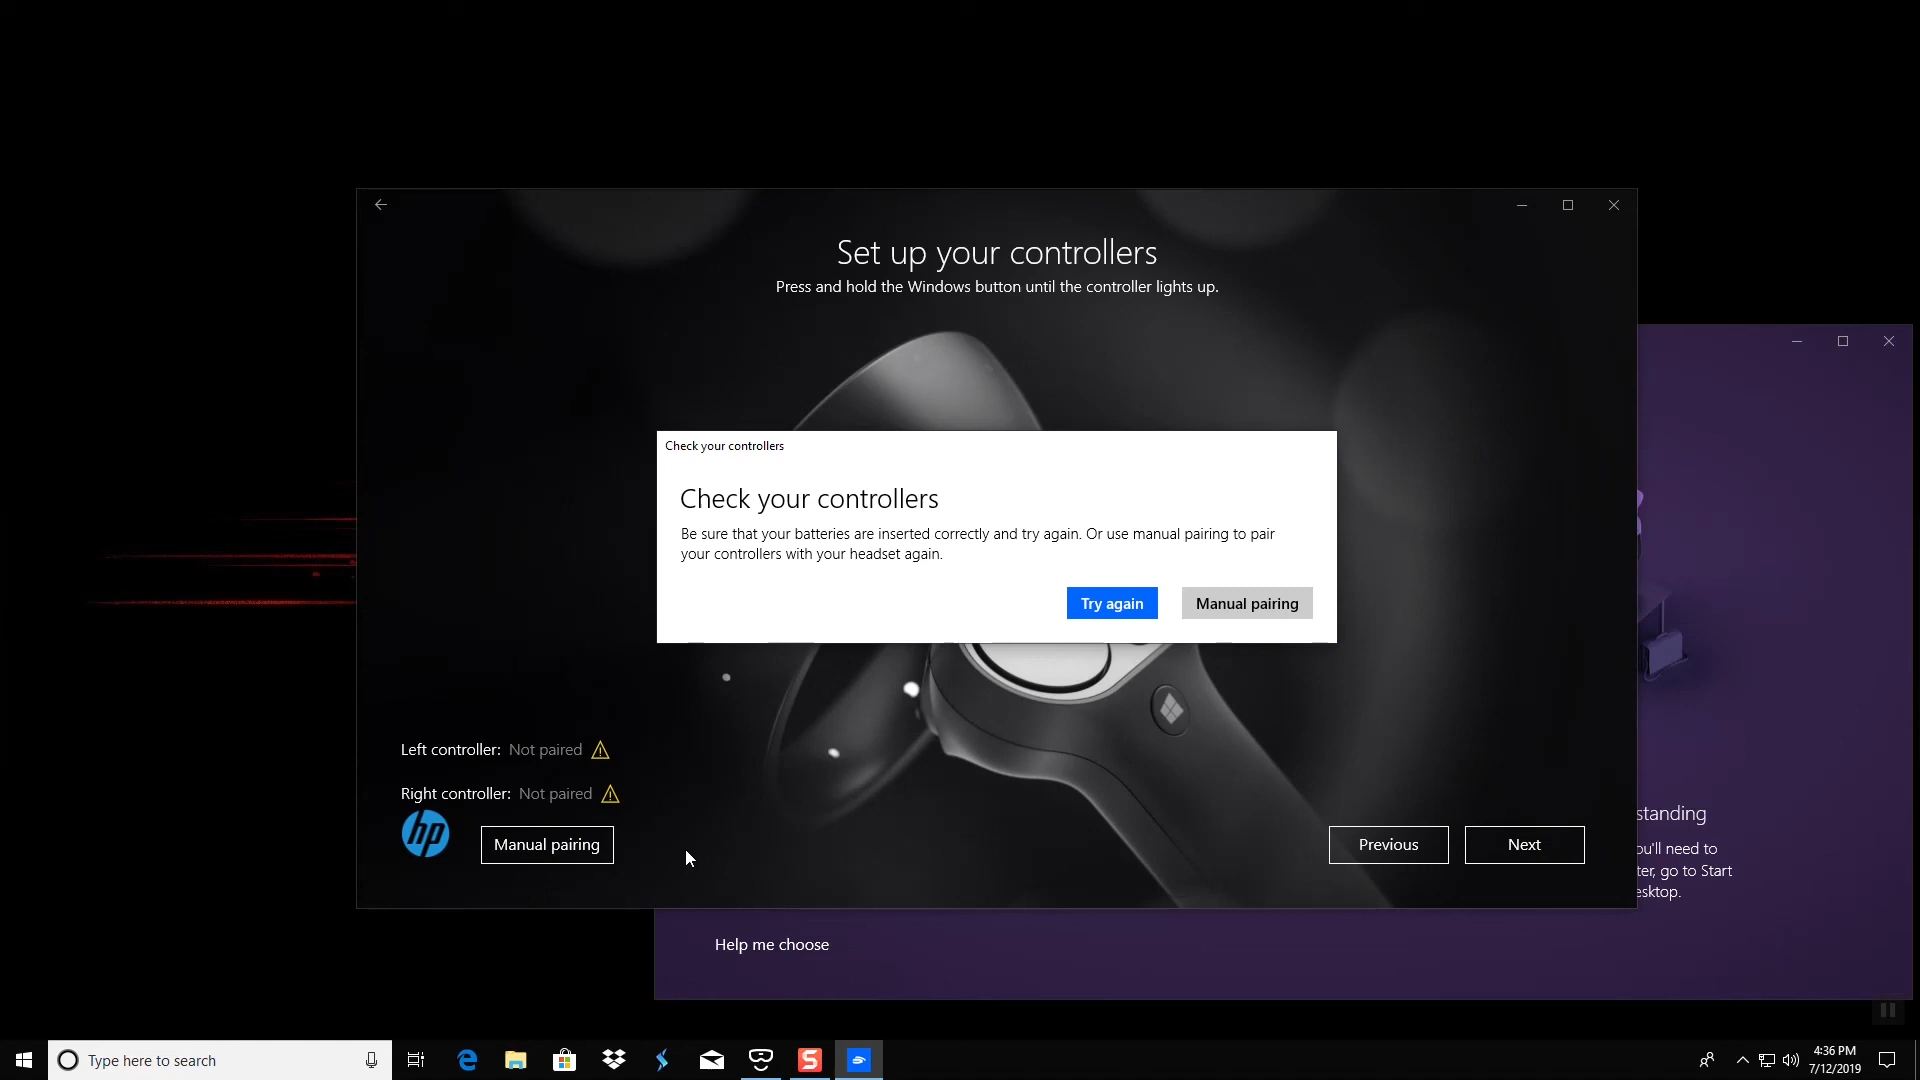 Set up your controllers
Press and hold the Windows button until the controller lights up.
Check your controllers
Check your controllers
Be sure that your batteries are inserted correctly and try again. Or use manual pairing to pair
your controllers with your headset again.
Try again
Manual pairing
Left controller: Not paired
Right controller: Not paired
hp
Manual pairing
Previous
Next
standing
ou'll need to
ter, go to Start
esktop.
Help me choose
Type here to search
4:36 PM
7/12/2019